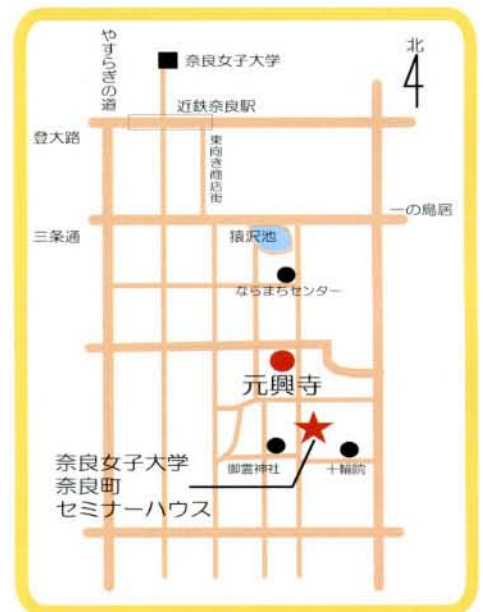 やすらぎの道
奈良女子大学
北
近鉄奈良駅
登大路
東向き商店街
一の鳥居
三条通
猿沢池
ならまちセンター
元興寺
御霊神社
十輪院
奈良女子大学
奈良町
セミナーハウス